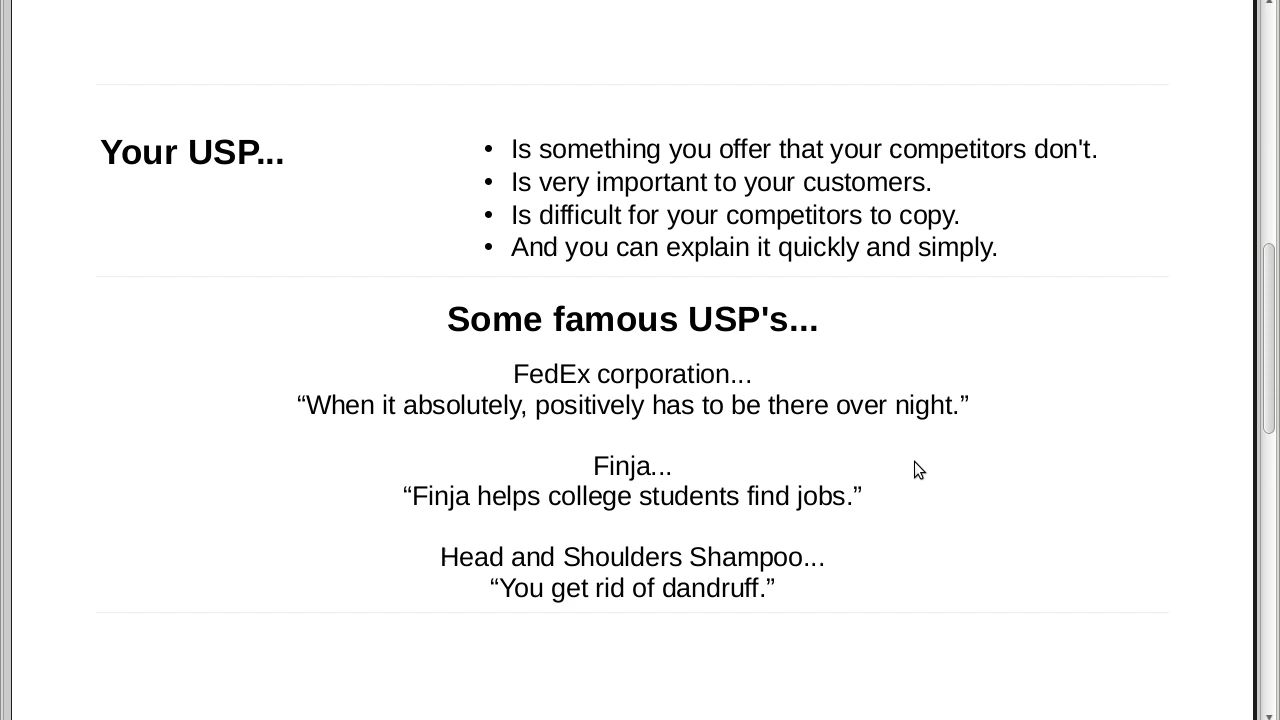 Your USP...
• Is something you offer that your competitors don't.
• Is very important to your customers.
• Is difficult for your competitors to copy.
• And you can explain it quickly and simply.
Some famous USP's...
FedEx corporation...
“When it absolutely, positively has to be there over night.”
Finja...
“Finja helps college students find jobs.”
Head and Shoulders Shampoo...
“You get rid of dandruff.”